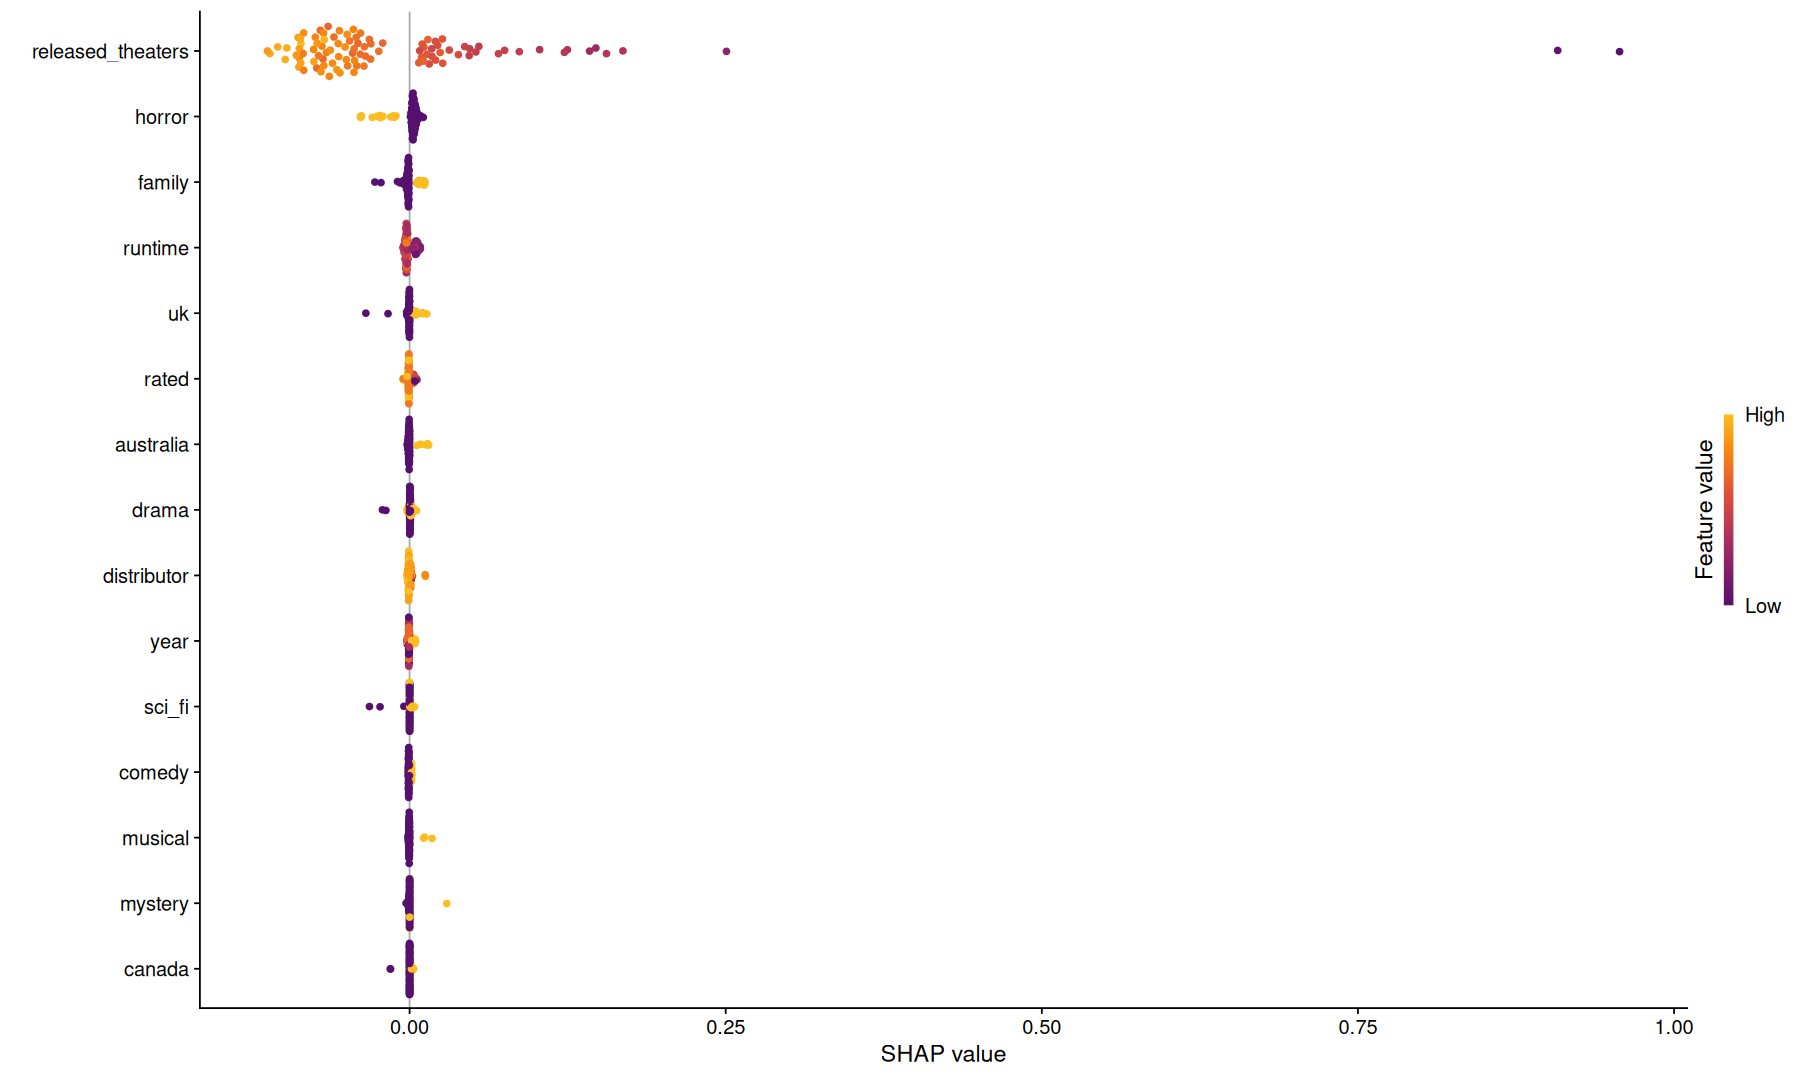 released_theaters
horror
family
runtime
uk
rated
australia
drama
distributor
year
sci_fi
comedy
musical
mystery
canada
0.00 0.25 0.50 0.75 1.00
SHAP value
Feature value
High
Low